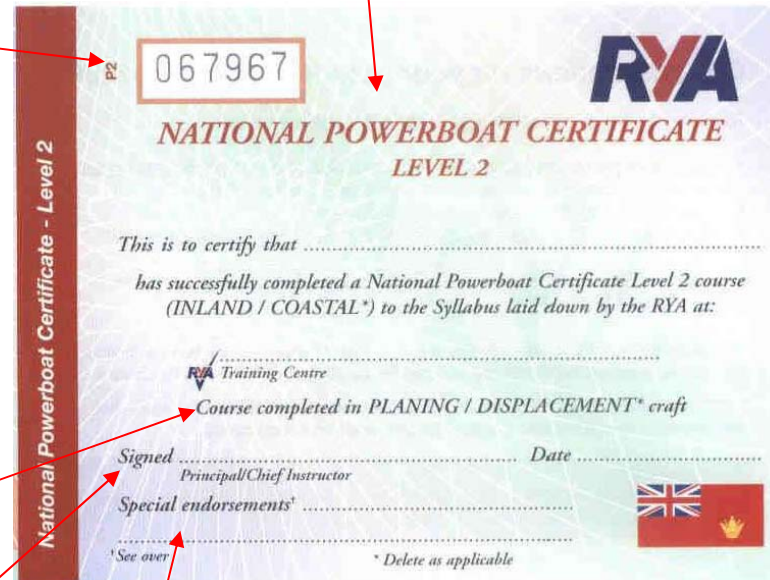 P2
067967
RYA
NATIONAL POWERBOAT CERTIFICATE
LEVEL 2
National Powerboat Certificate - Level 2
This is to certify that ........................................
has successfully completed a National Powerboat Certificate Level 2 course
(INLAND / COASTAL*) to the Syllabus laid down by the RYA at:
........................................
RYA Training Centre
Course completed in PLANING / DISPLACEMENT* craft
Signed ........................................ Date ........................................
Principal/Chief Instructor
Special endorsements† ........................................
........................................
†See over
* Delete as applicable